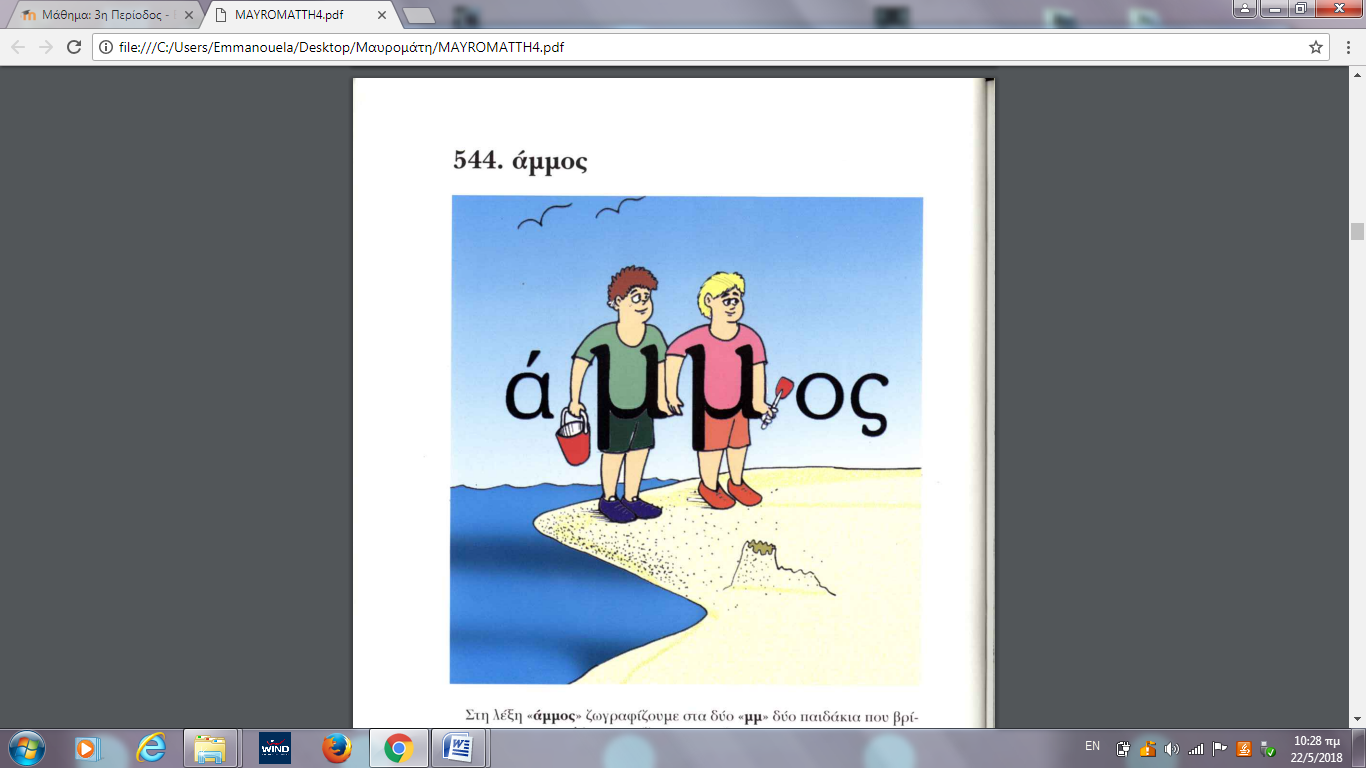 Μάθημα: 3η Περίοδος -
MAYROMATTH4.pdf
file:///C:/Users/Emmanouela/Desktop/Μαυρομάτη/MAYROMATTH4.pdf
544. άμμος
άμμος
Στη λέξη «άμμος» ζωγραφίζουμε στα δύο «μμ» δύο παιδάκια που βρί-
WIND
EN
10:28 πμ
22/5/2018